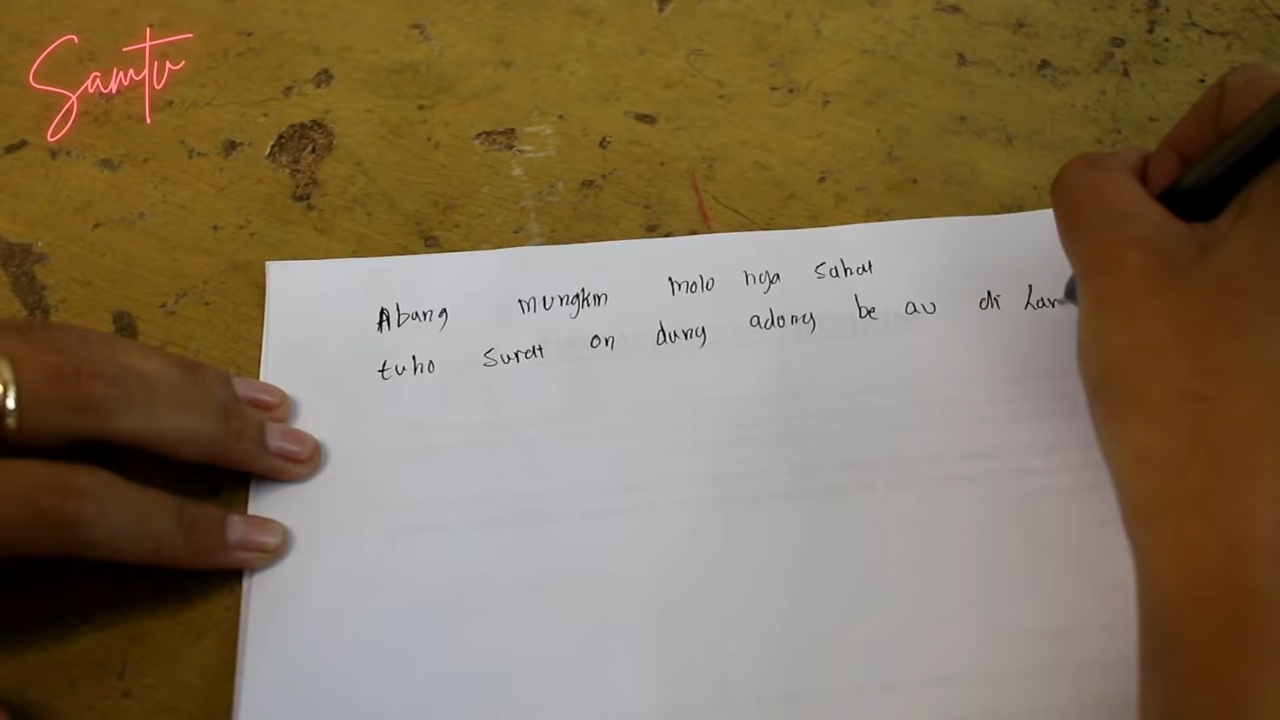 Samtv
Abang mungkin molo nga sahat
tuho surat on dung adong be au di